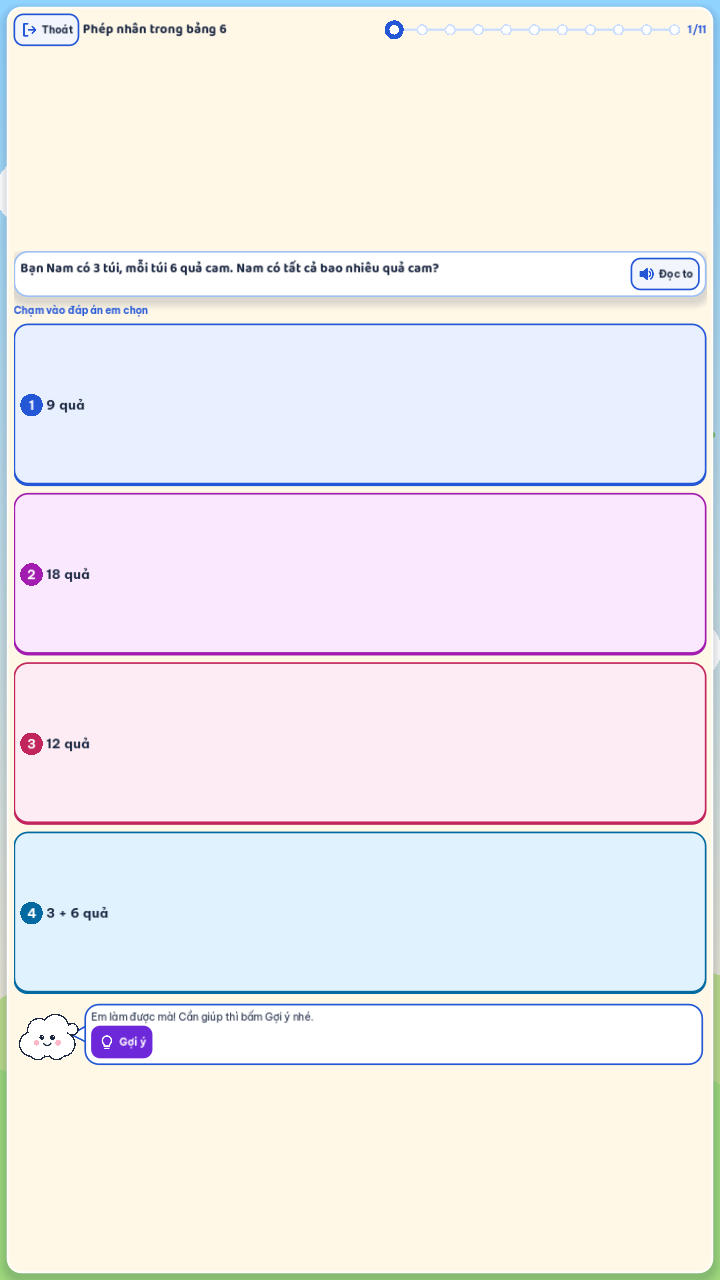 Thoát
Phép nhân trong bảng 6
1/11
Bạn Nam có 3 túi, mỗi túi 6 quả cam. Nam có tất cả bao nhiêu quả cam?
Đọc to
Chạm vào đáp án em chọn
1 9 quả
2 18 quả
3 12 quả
4 3 + 6 quả
Em làm được mà! Cần giúp thì bấm Gợi ý nhé.
Gợi ý